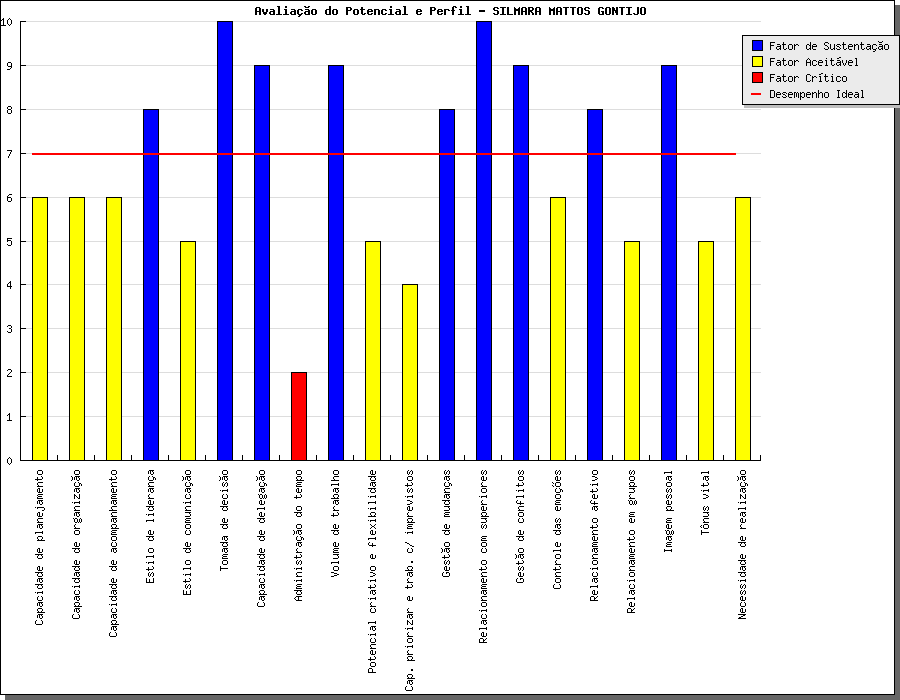 Avaliação do Potencial e Perfil - SILMARA MATTOS GONTIJO
Fator de Sustentação
Fator Aceitável
Fator Crítico
Desempenho Ideal
10
9
8
7
6
5
4
3
2
1
0
Capacidade de planejamento
Capacidade de organização
Capacidade de acompanhamento
Estilo de liderança
Estilo de comunicação
Tomada de decisão
Capacidade de delegação
Administração do tempo
Volume de trabalho
Potencial criativo e flexibilidade
Cap. priorizar e trab. c/ imprevistos
Gestão de mudanças
Relacionamento com superiores
Gestão de conflitos
Controle das emoções
Relacionamento afetivo
Relacionamento em grupos
Imagem pessoal
Tônus vital
Necessidade de realização